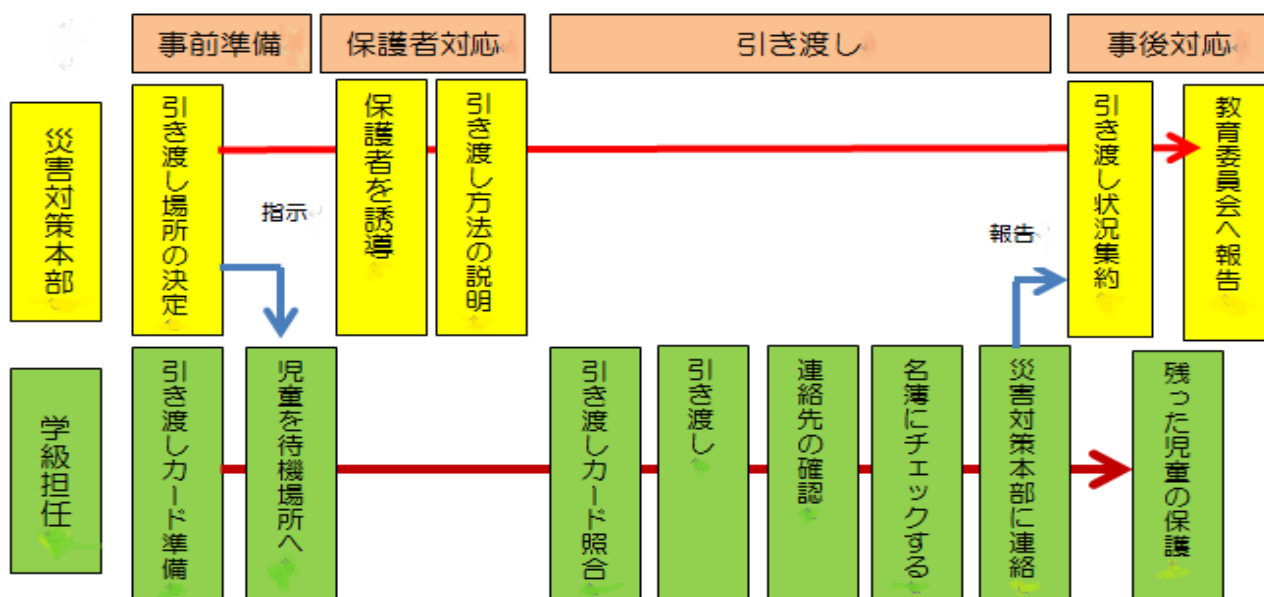 事前準備
保護者対応
引き渡し
事後対応
災害対策本部
引き渡し場所の決定
保護者を誘導
引き渡し方法の説明
引き渡し状況集約
教育委員会へ報告
指示
報告
学級担任
引き渡しカード準備
児童を待機場所へ
引き渡しカード照合
引き渡し
連絡先の確認
名簿にチェックする
災害対策本部に連絡
残った児童の保護